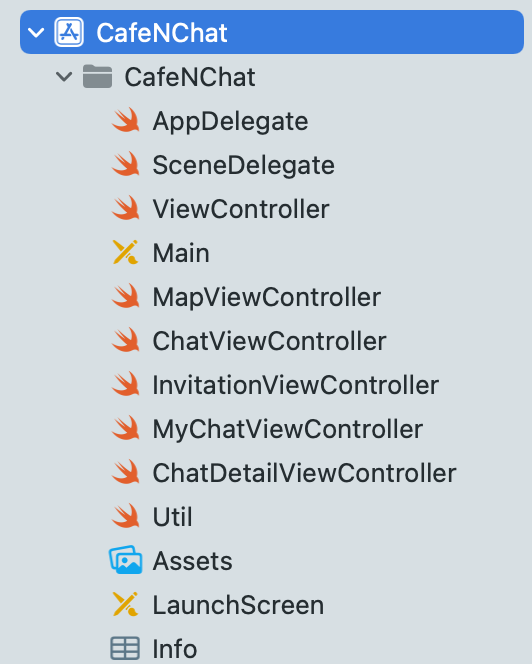 CafeNChat
CafeNChat
AppDelegate
SceneDelegate
ViewController
Main
MapViewController
ChatViewController
InvitationViewController
MyChatViewController
ChatDetailViewController
Util
Assets
LaunchScreen
Info